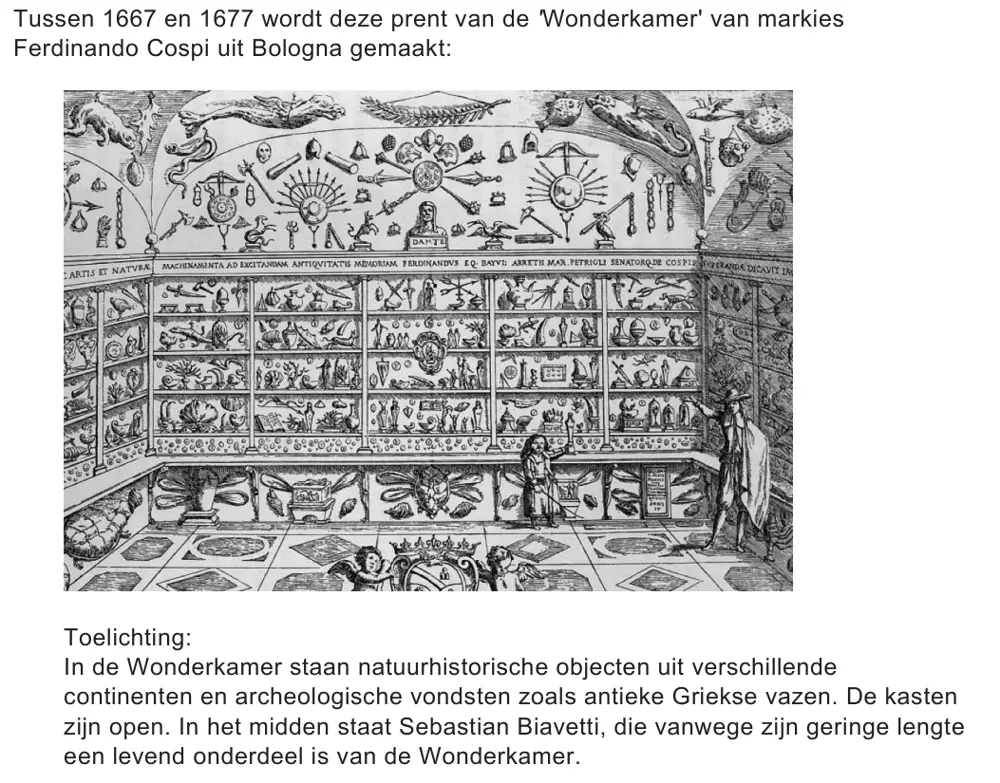 Tussen 1667 en 1677 wordt deze prent van de 'Wonderkamer' van markies
Ferdinando Cospi uit Bologna gemaakt:
DANTE
ARTIS ET NATURÆ MACHINAMENTA AD EXCITANDAM ANTIQVITATIS MEMORIAM FERDINANDVS EQ. BAYVL: ARRETII MAR. PETRIOLI SENATORQ. DE COSPIS
Toelichting:
In de Wonderkamer staan natuurhistorische objecten uit verschillende
continenten en archeologische vondsten zoals antieke Griekse vazen. De kasten
zijn open. In het midden staat Sebastian Biavetti, die vanwege zijn geringe lengte
een levend onderdeel is van de Wonderkamer.